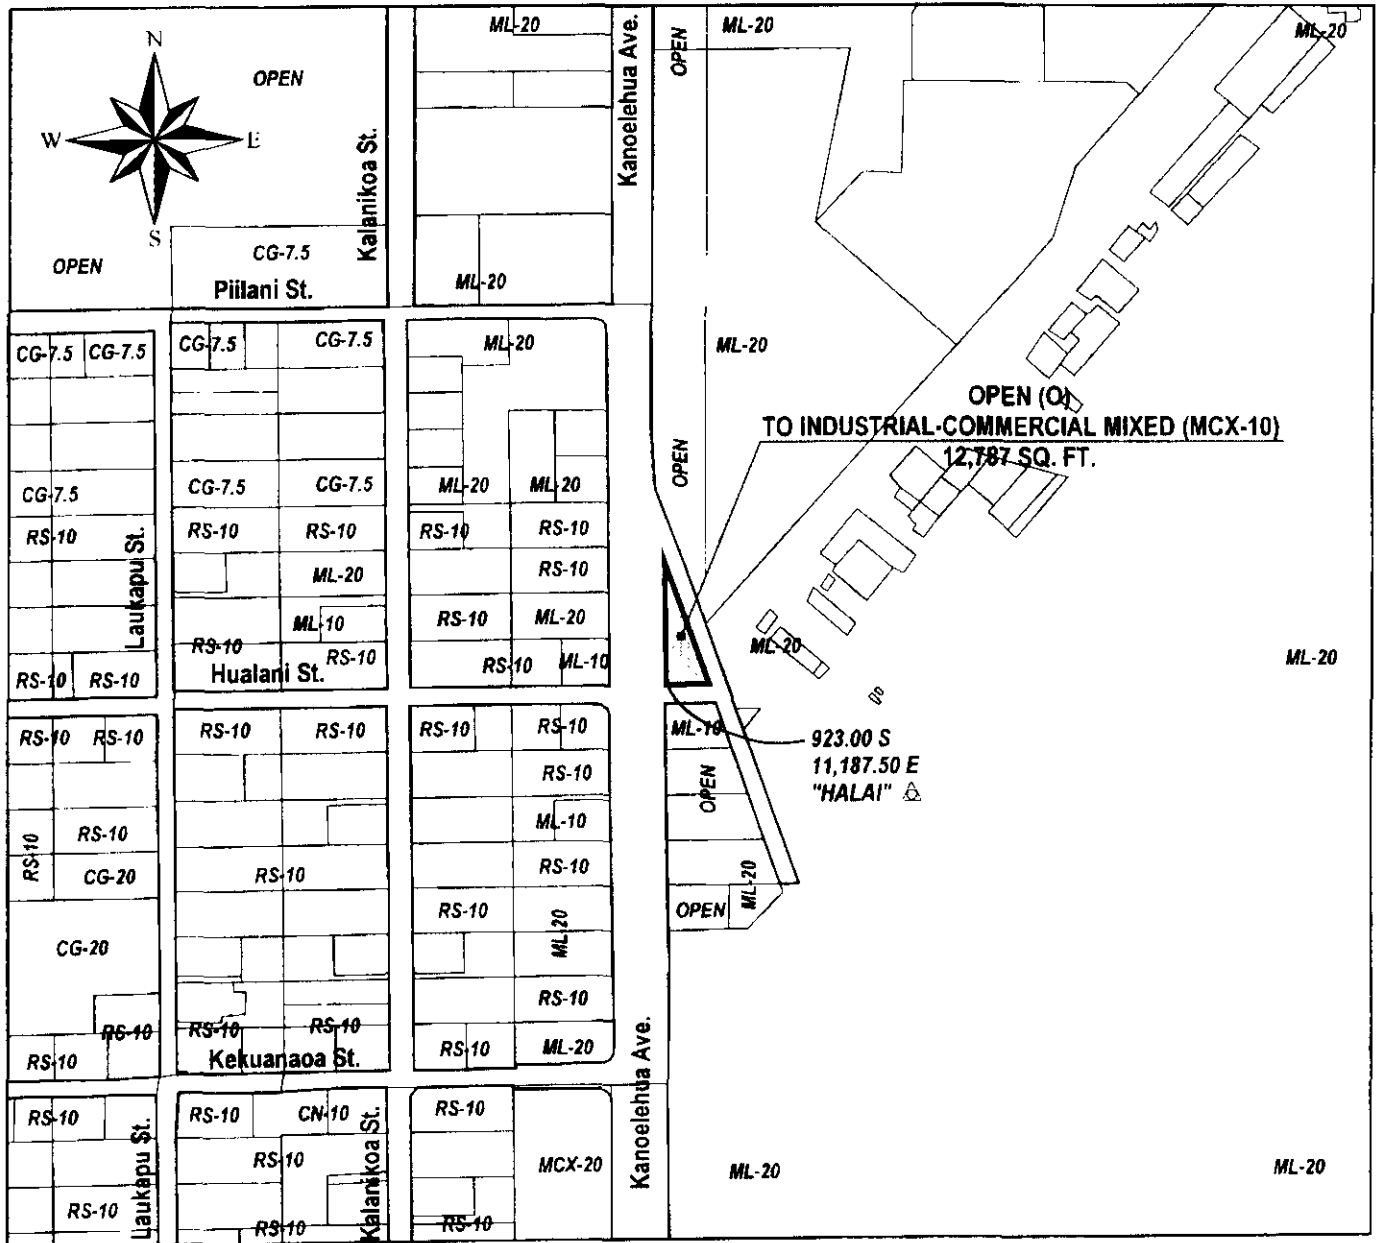 ML-20
Kanoelehua Ave.
OPEN
ML-20
ML-20
N
OPEN
W
E
Kalanikoa St.
S
OPEN
CG-7.5
Piilani St.
ML-20
CG-7.5
CG-7.5
CG-7.5
CG-7.5
ML-20
ML-20
OPEN (O)
TO INDUSTRIAL-COMMERCIAL MIXED (MCX-10)
12,787 SQ. FT.
OPEN
CG-7.5
CG-7.5
CG-7.5
ML-20
ML-20
RS-10
RS-10
RS-10
RS-10
RS-10
Laukapu St.
ML-20
RS-10
ML-10
RS-10
ML-20
RS-10
RS-10
RS-10
ML-10
ML-20
ML-20
RS-10
RS-10
Hualani St.
RS-10
RS-10
RS-10
RS-10
RS-10
RS-10
ML-10
923.00 S
11,187.50 E
"HALAI"
RS-10
OPEN
RS-10
RS-10
ML-10
CG-20
RS-10
RS-10
ML-20
RS-10
OPEN
CG-20
ML-20
RS-10
RS-10
RS-10
RS-10
RS-10
Kekuanaoa St.
RS-10
ML-20
Kanoelehua Ave.
RS-10
RS-10
CN-10
RS-10
Laukapu St.
RS-10
Kalanikoa St.
MCX-20
ML-20
ML-20
RS-10
RS-10
RS-10